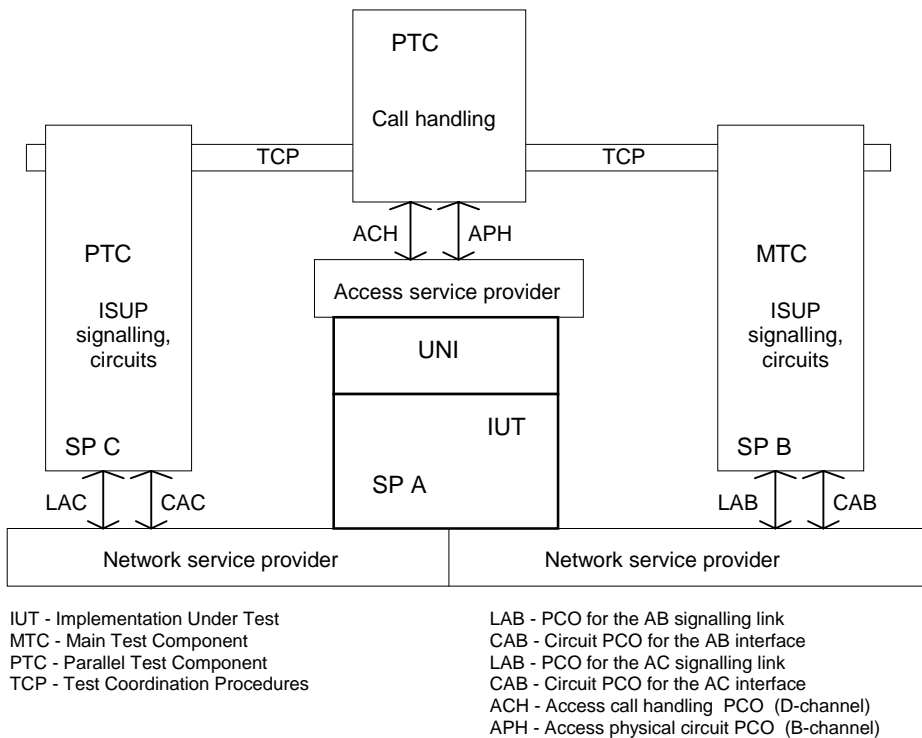 PTC
Call handling
TCP
TCP
PTC
ISUP
signalling,
circuits
SP C
ACH
APH
MTC
ISUP
signalling,
circuits
SP B
Access service provider
UNI
IUT
SP A
LAC
CAC
LAB
CAB
Network service provider
Network service provider
IUT - Implementation Under Test
MTC - Main Test Component
PTC - Parallel Test Component
TCP - Test Coordination Procedures
LAB - PCO for the AB signalling link
CAB - Circuit PCO for the AB interface
LAB - PCO for the AC signalling link
CAB - Circuit PCO for the AC interface
ACH - Access call handling PCO (D-channel)
APH - Access physical circuit PCO (B-channel)